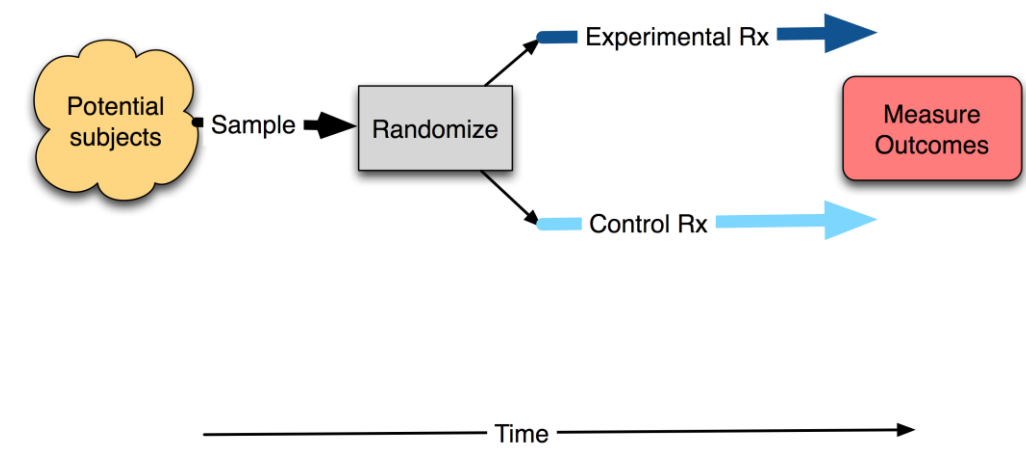 Potential
subjects
Sample
Randomize
Experimental Rx
Control Rx
Measure
Outcomes
Time